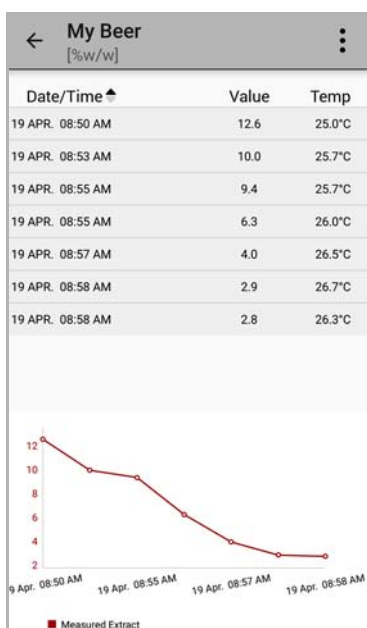 My Beer
[%w/w]
Date/Time Value Temp
19 APR. 08:50 AM 12.6 25.0°C
19 APR. 08:53 AM 10.0 25.7°C
19 APR. 08:55 AM 9.4 25.7°C
19 APR. 08:55 AM 6.3 26.0°C
19 APR. 08:57 AM 4.0 26.5°C
19 APR. 08:58 AM 2.9 26.7°C
19 APR. 08:58 AM 2.8 26.3°C
12
10
8
6
4
2
9 Apr. 08:50 AM 19 Apr. 08:55 AM 19 Apr. 08:57 AM 19 Apr. 08:58 AM
Measured Extract